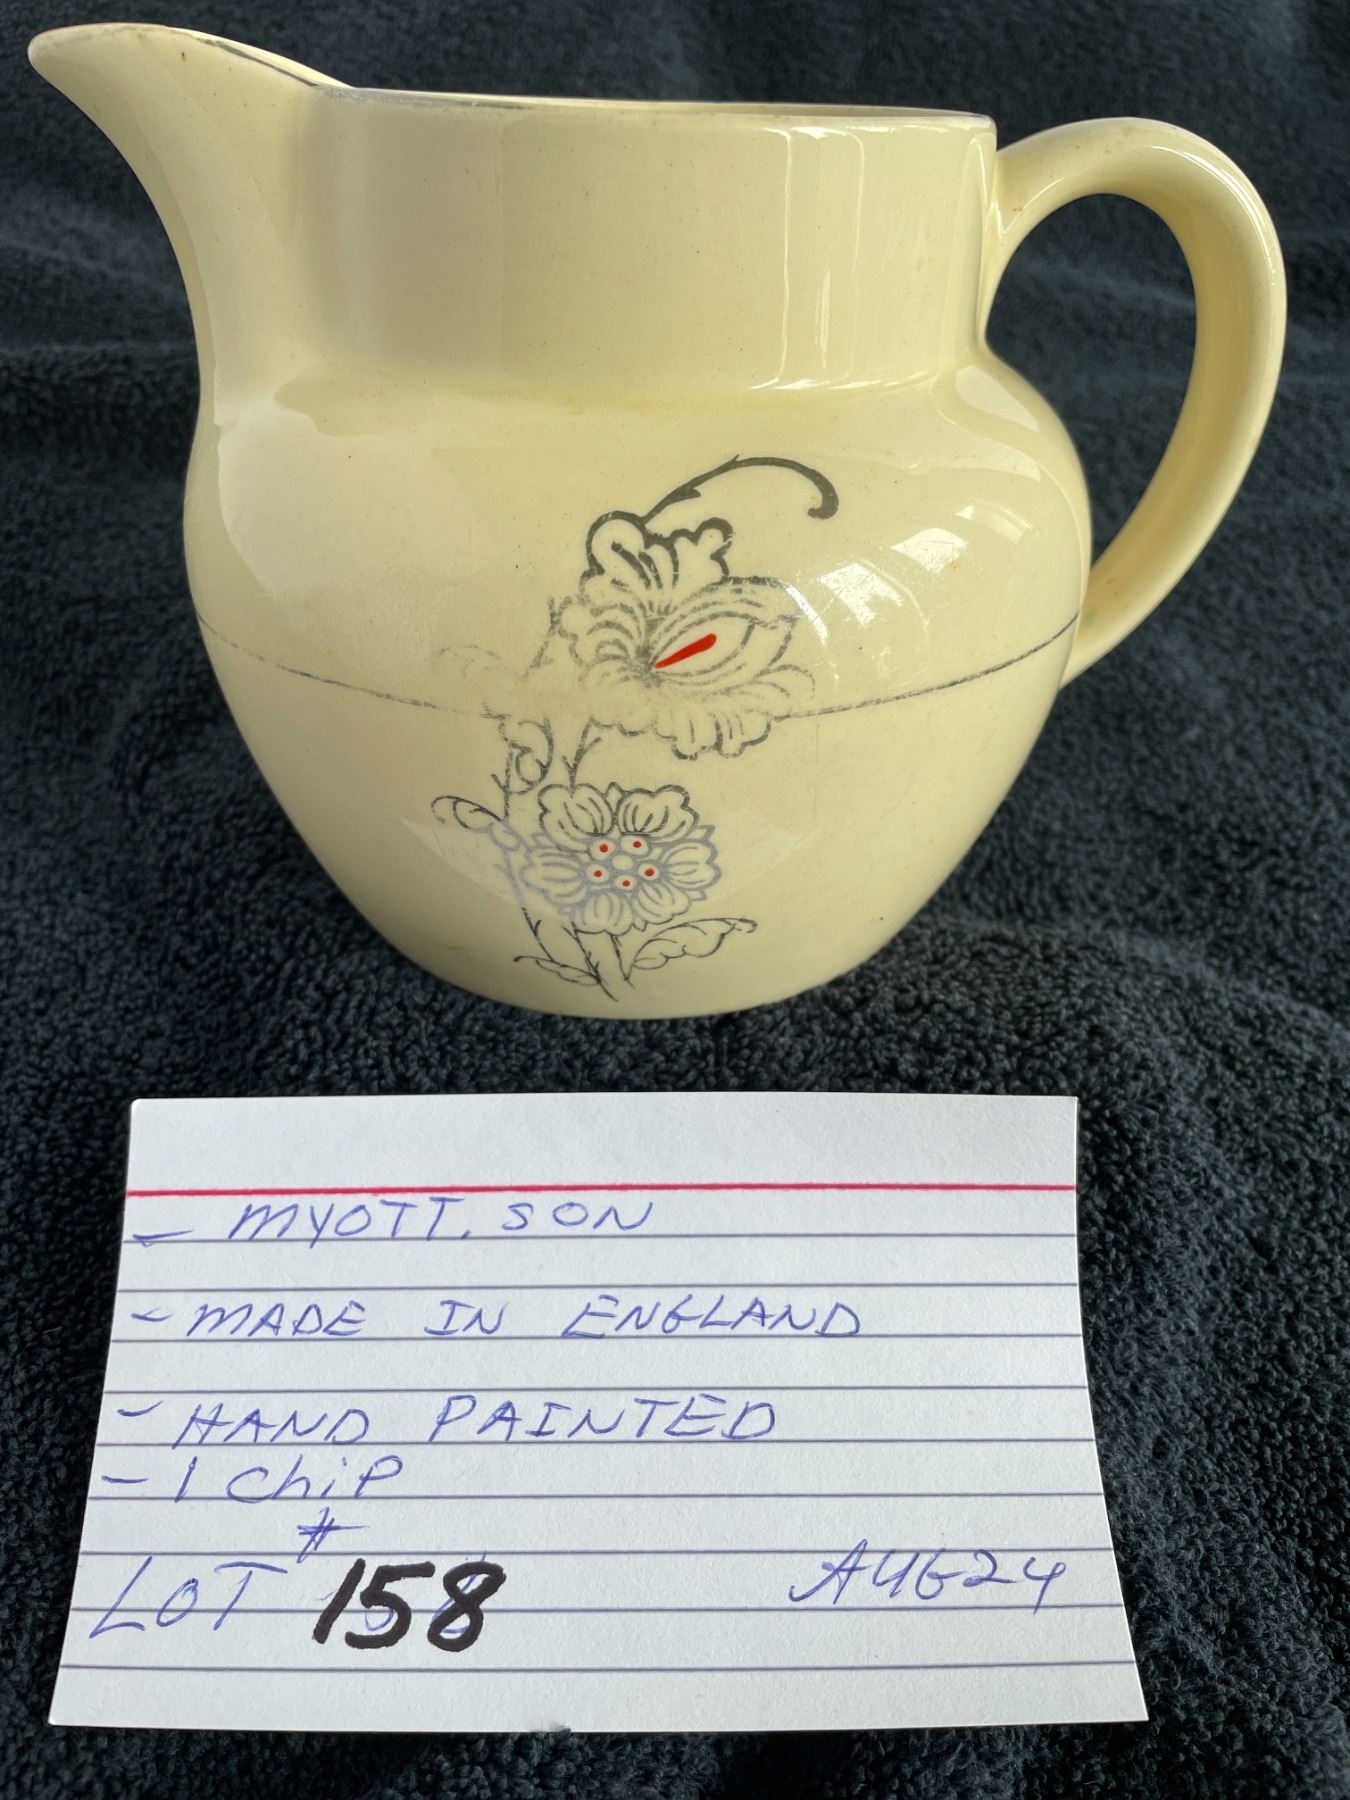 - MYOTT. SON
- MADE IN ENGLAND
- HAND PAINTED
- 1 ChiP
#
LOT 158 AUG24